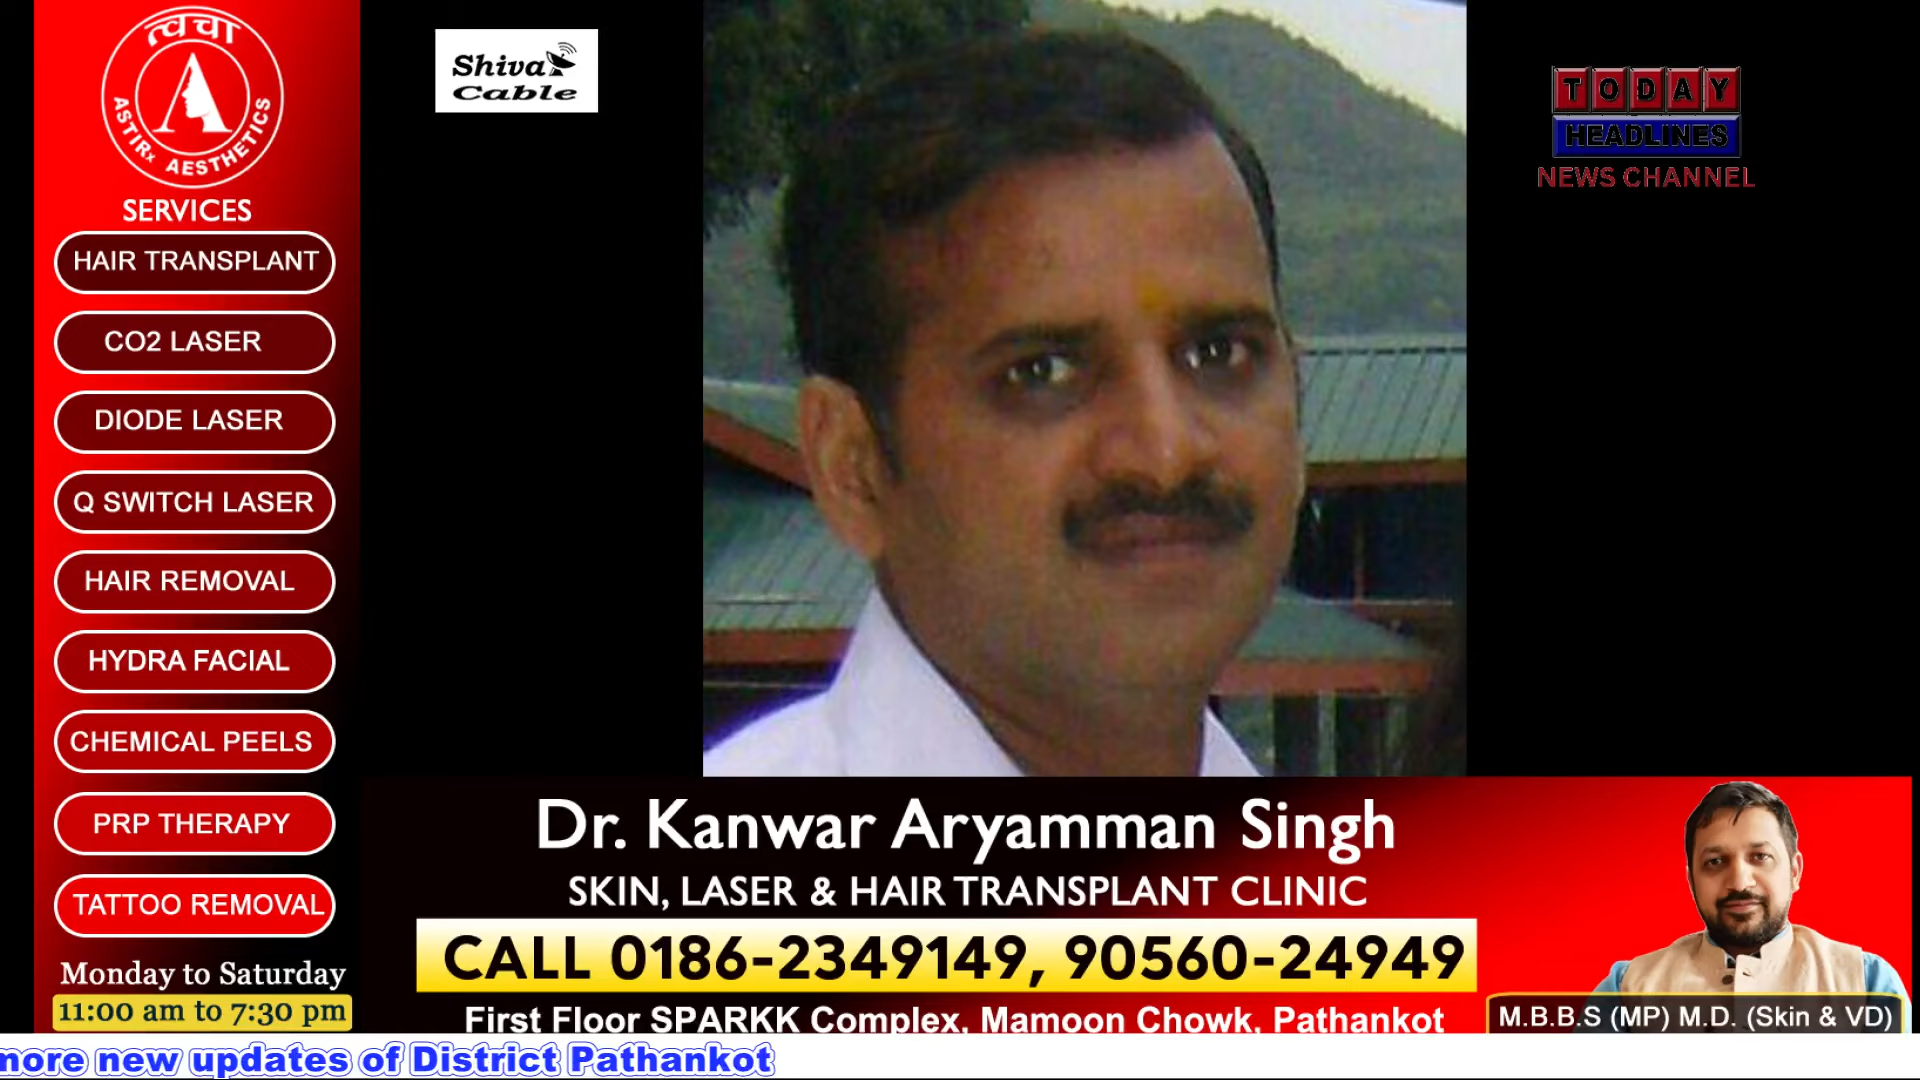 त्वचा
ASTIRx AESTHETICS
SERVICES
HAIR TRANSPLANT
CO2 LASER
DIODE LASER
Q SWITCH LASER
HAIR REMOVAL
HYDRA FACIAL
CHEMICAL PEELS
PRP THERAPY
TATTOO REMOVAL
Monday to Saturday
11:00 am to 7:30 pm
Shiva
Cable
TODAY
HEADLINES
NEWS CHANNEL
Dr. Kanwar Aryamman Singh
SKIN, LASER & HAIR TRANSPLANT CLINIC
CALL 0186-2349149, 90560-24949
First Floor SPARKK Complex, Mamoon Chowk, Pathankot
M.B.B.S (MP) M.D. (Skin & VD)
more new updates of District Pathankot